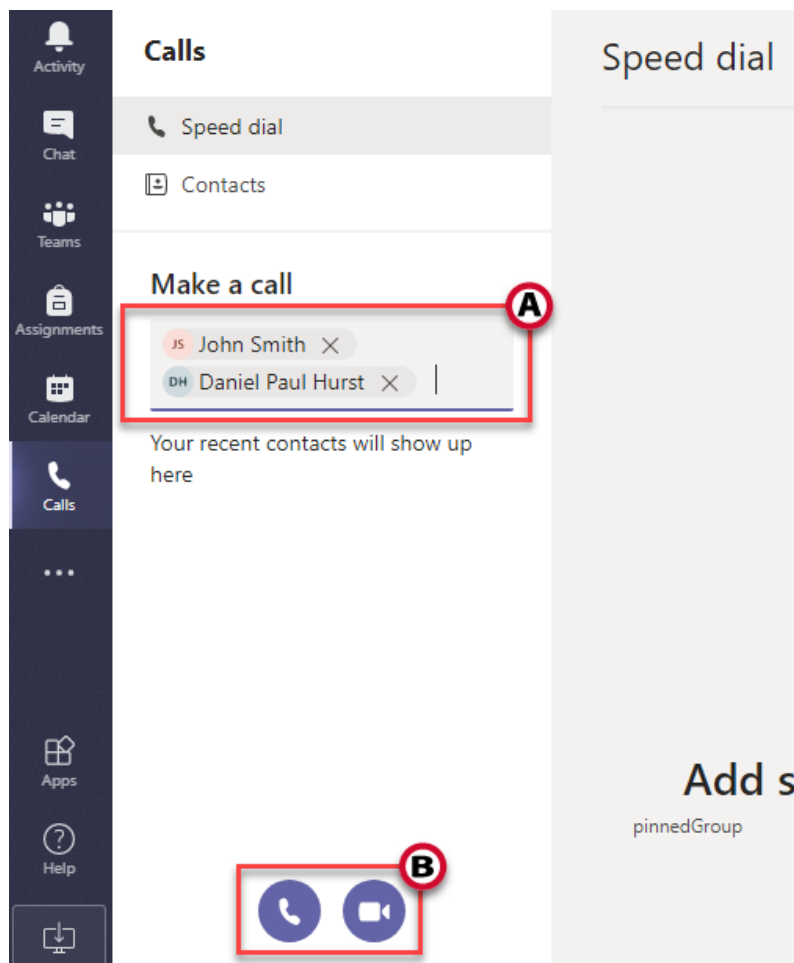 Activity
Chat
Teams
Assignments
Calendar
Calls
Apps
Help
Calls
Speed dial
Contacts
Make a call
A
JS John Smith
DH Daniel Paul Hurst
Your recent contacts will show up
here
B
Speed dial
Add s
pinnedGroup